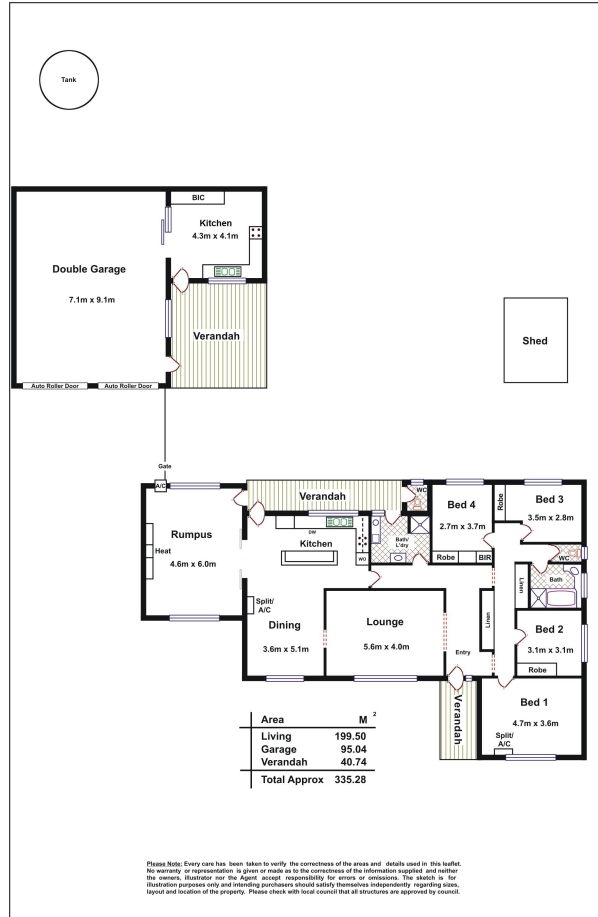 Tank
BIC
Kitchen
4.3m x 4.1m
Double Garage
7.1m x 9.1m
Verandah
Shed
Auto Roller Door
Auto Roller Door
Gate
A/C
Verandah
WC
Bed 4
2.7m x 3.7m
Robe
Bed 3
3.5m x 2.8m
Rumpus
4.6m x 6.0m
Heat
DW
Kitchen
WO
Bath/
L'dry
Robe
BIR
WC
Bath
Linen
Split/
A/C
Dining
3.6m x 5.1m
Lounge
5.6m x 4.0m
Linen
Entry
Bed 2
3.1m x 3.1m
Robe
Verandah
Bed 1
4.7m x 3.6m
Split/
A/C
Area M 2
Living 199.50
Garage 95.04
Verandah 40.74
Total Approx 335.28
Please Note: Every care has been taken to verify the correctness of the areas and details used in this leaflet.
No warranty or representation is given or made as to the correctness of the information supplied and neither
the owners, illustrator nor the Agent accept responsibility for errors or omissions. The sketch is for
illustration purposes only and intending purchasers should satisfy themselves independently regarding sizes,
layout and location of the property. Please check with local council that all structures are approved by council.